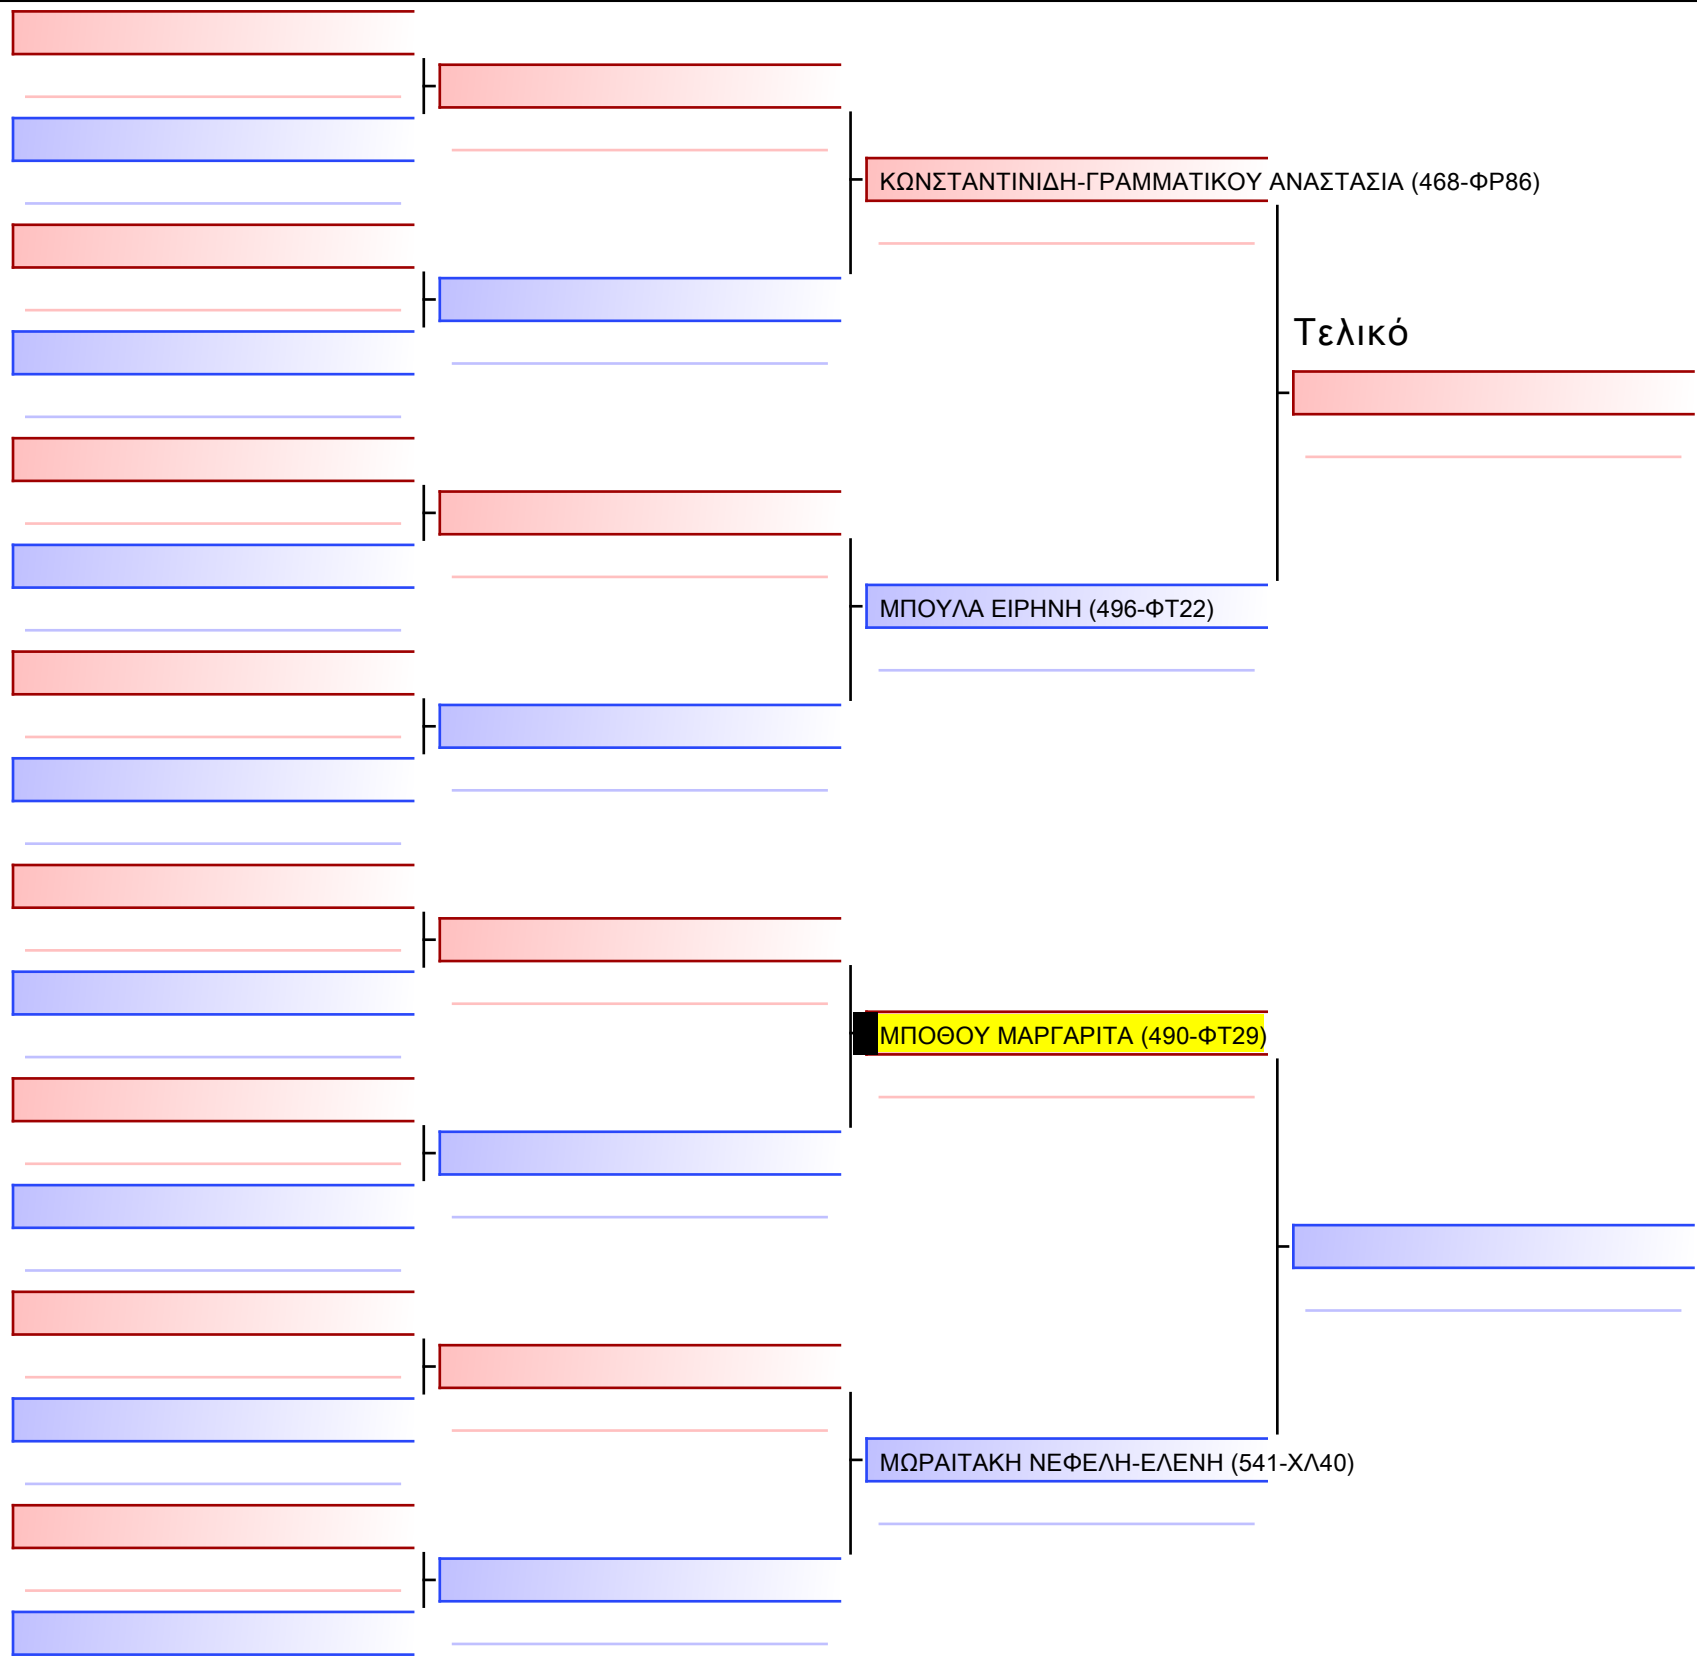 ΚΩΝΣΤΑΝΤΙΝΙΔΗ-ΓΡΑΜΜΑΤΙΚΟΥ ΑΝΑΣΤΑΣΙΑ (468-ΦΡ86)
Τελικό
ΜΠΟΥΛΑ ΕΙΡΗΝΗ (496-ΦΤ22)
ΜΠΟΘΟΥ ΜΑΡΓΑΡΙΤΑ (490-ΦΤ29)
ΜΩΡΑΙΤΑΚΗ ΝΕΦΕΛΗ-ΕΛΕΝΗ (541-ΧΛ40)